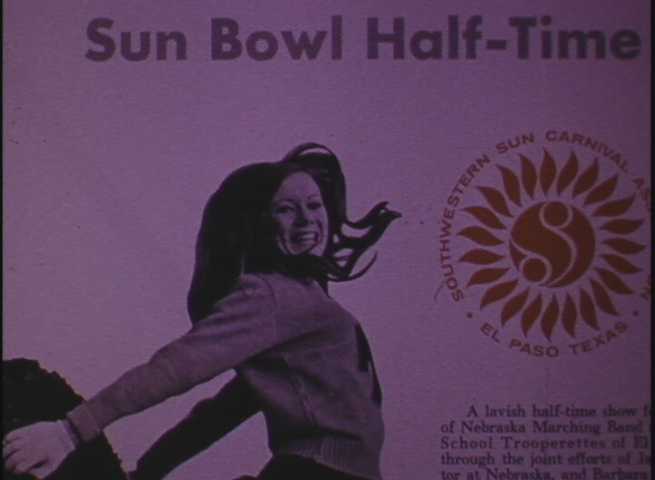 Sun Bowl Half-Time
SOUTHWESTERN SUN CARNIVAL
EL PASO TEXAS
A lavish half-time show
of Nebraska Marching Band
School Trooperettes of El
through the joint efforts of
tor at Nebraska, and Barbara